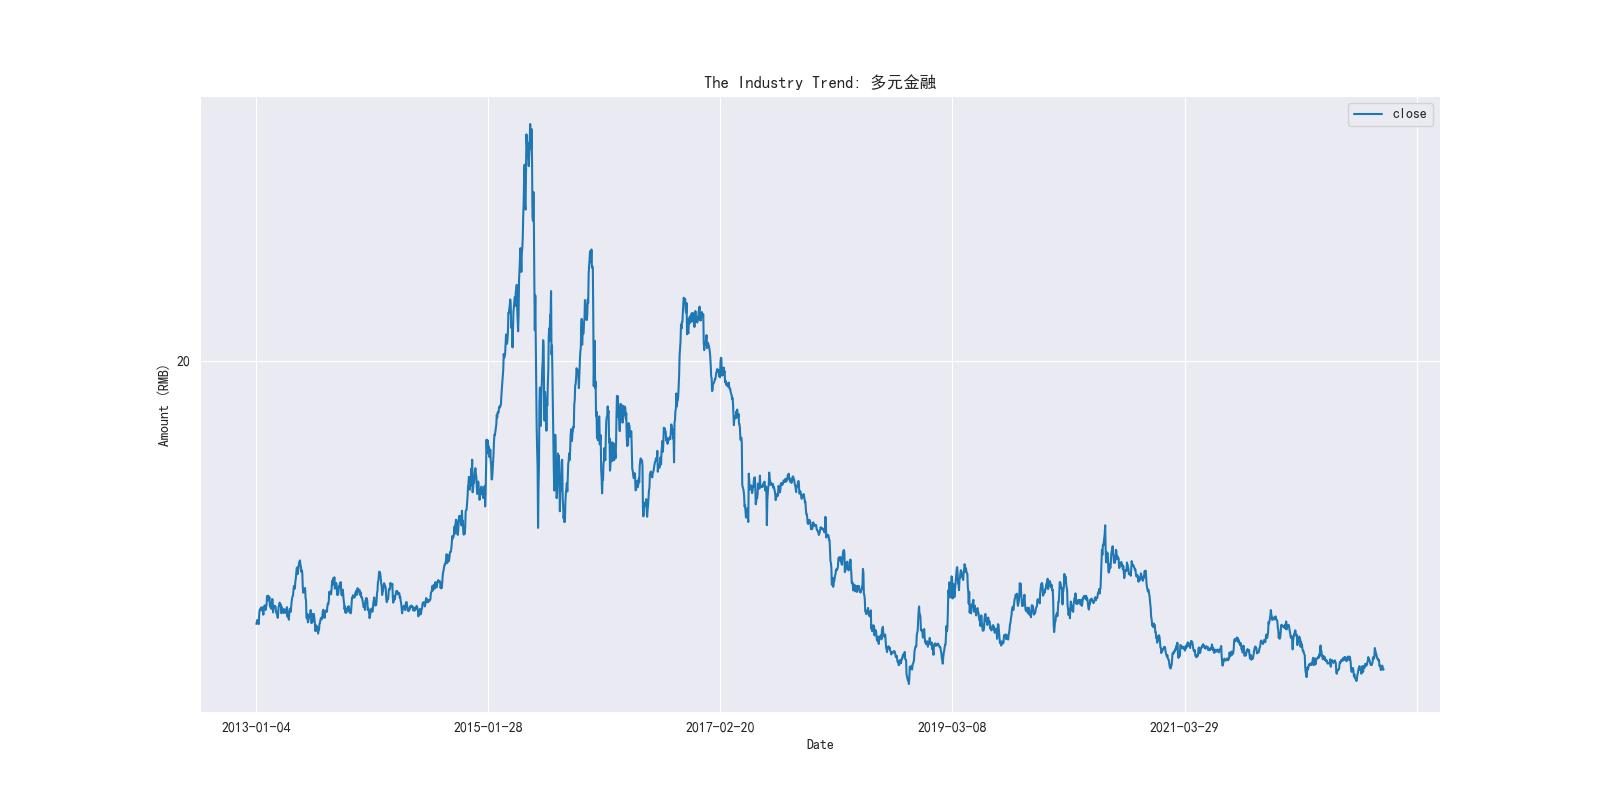 The Industry Trend: 多元金融
close
Amount (RMB)
20
2013-01-04
2015-01-28
2017-02-20
2019-03-08
2021-03-29
Date